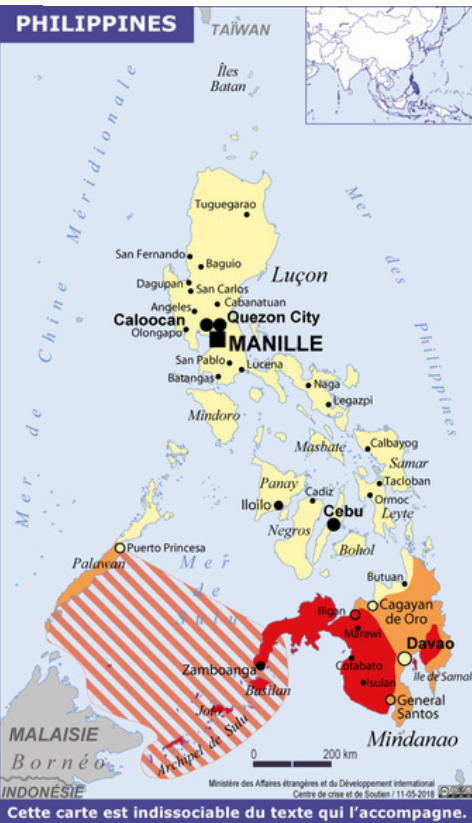 PHILIPPINES
TAÏWAN
Îles
Batan
Mer de Chine Méridionale
Mer des Philippines
Tuguegarao
San Fernando
Baguio
Luçon
Dagupan
San Carlos
Cabanatuan
Angeles
Caloocan
Quezon City
Olongapo
MANILLE
San Pablo
Lucena
Batangas
Naga
Legazpi
Mindoro
Masbate
Calbayog
Samar
Panay
Cadiz
Tacloban
Iloilo
Cebu
Ormoc
Leyte
Negros
Bohol
Puerto Princesa
Palawan
Mer
de
Sulu
Butuan
Iligan
Cagayan
de Oro
Marawi
Davao
Zamboanga
Cotabato
île de Samal
Basilan
Isulan
Jolo
General
Santos
Archipel de Sulu
Mindanao
MALAISIE
Bornéo
INDONÉSIE
0
200 km
Ministère des Affaires étrangères et du Développement international
Centre de crise et de Soutien / 11-05-2018
Cette carte est indissociable du texte qui l'accompagne.